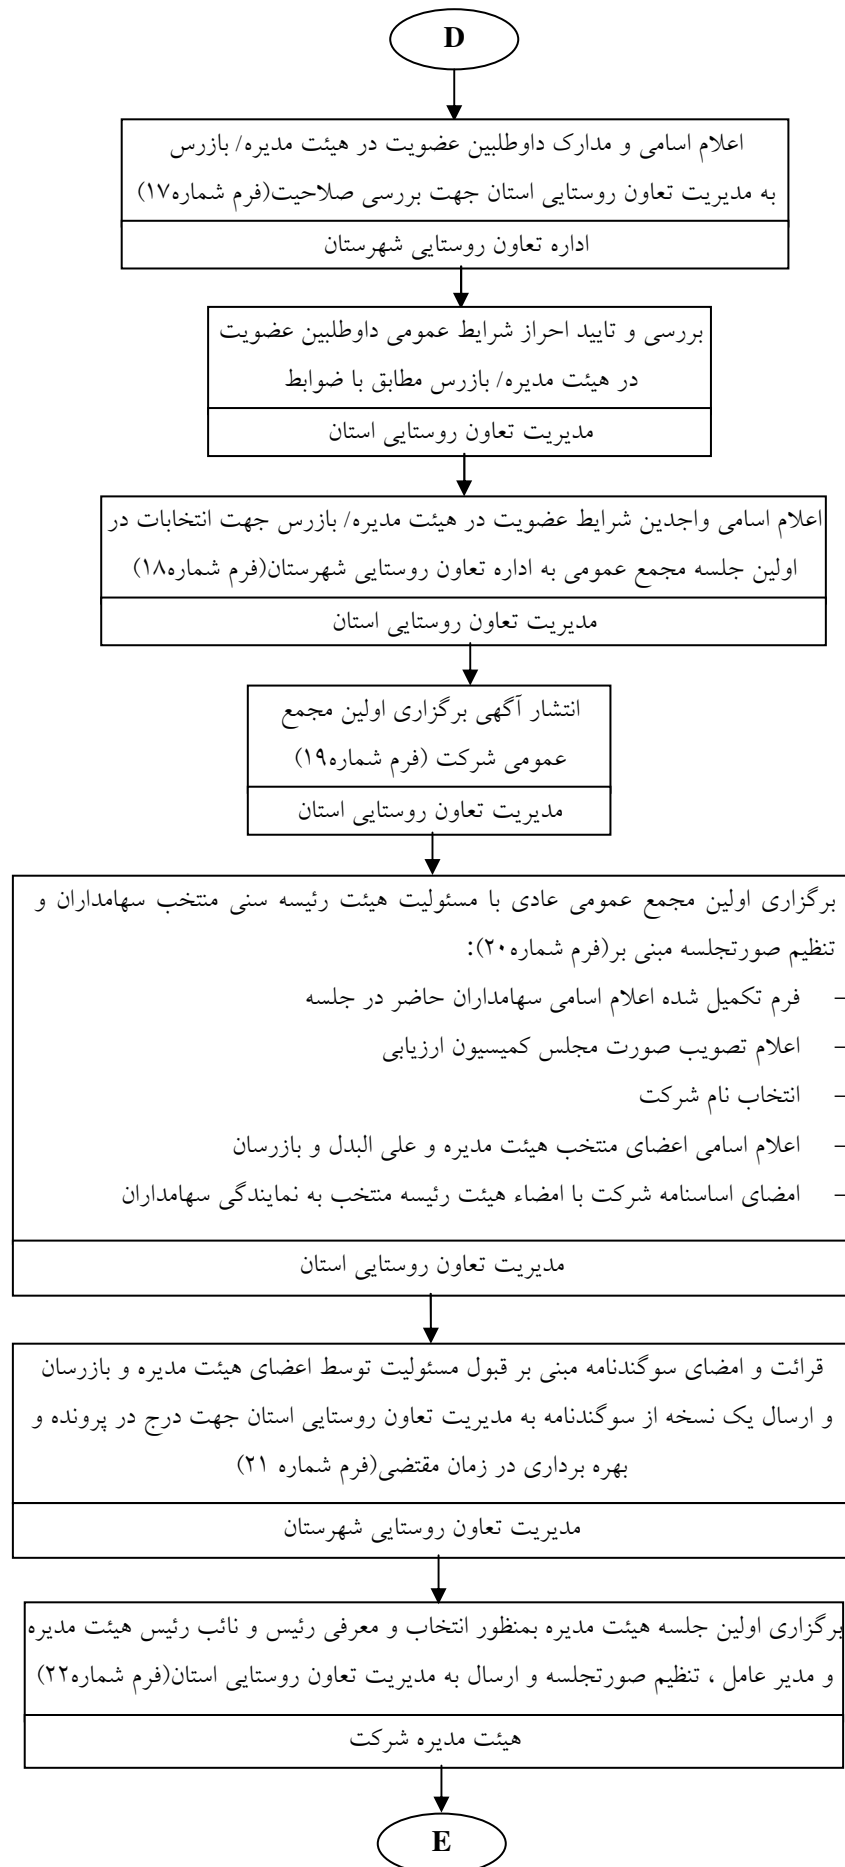 D
اعلام اسامی و مدارک داوطلبین عضویت در هیئت مدیره/ بازرس
به مدیریت تعاون روستایی استان جهت بررسی صلاحیت(فرم شماره۱۷)
اداره تعاون روستایی شهرستان
بررسی و تایید احراز شرایط عمومی داوطلبین عضویت
در هیئت مدیره/ بازرس مطابق با ضوابط
مدیریت تعاون روستایی استان
اعلام اسامی واجدین شرایط عضویت در هیئت مدیره/ بازرس جهت انتخابات در
اولین جلسه مجمع عمومی به اداره تعاون روستایی شهرستان(فرم شماره۱۸)
مدیریت تعاون روستایی استان
انتشار آگهی برگزاری اولین مجمع
عمومی شرکت (فرم شماره۱۹)
مدیریت تعاون روستایی استان
برگزاری اولین مجمع عمومی عادی با مسئولیت هیئت رئیسه سنی منتخب سهامداران و
تنظیم صورتجلسه مبنی بر(فرم شماره۲۰):
- فرم تکمیل شده اعلام اسامی سهامداران حاضر در جلسه
- اعلام تصویب صورت مجلس کمیسیون ارزیابی
- انتخاب نام شرکت
- اعلام اسامی اعضای منتخب هیئت مدیره و علی البدل و بازرسان
- امضای اساسنامه شرکت با امضاء هیئت رئیسه منتخب به نمایندگی سهامداران
مدیریت تعاون روستایی استان
قرائت و امضای سوگندنامه مبنی بر قبول مسئولیت توسط اعضای هیئت مدیره و بازرسان
و ارسال یک نسخه از سوگندنامه به مدیریت تعاون روستایی استان جهت درج در پرونده و
بهره برداری در زمان مقتضی(فرم شماره ۲۱)
مدیریت تعاون روستایی شهرستان
برگزاری اولین جلسه هیئت مدیره بمنظور انتخاب و معرفی رئیس و نائب رئیس هیئت مدیره
و مدیر عامل ، تنظیم صورتجلسه و ارسال به مدیریت تعاون روستایی استان(فرم شماره۲۲)
هیئت مدیره شرکت
E